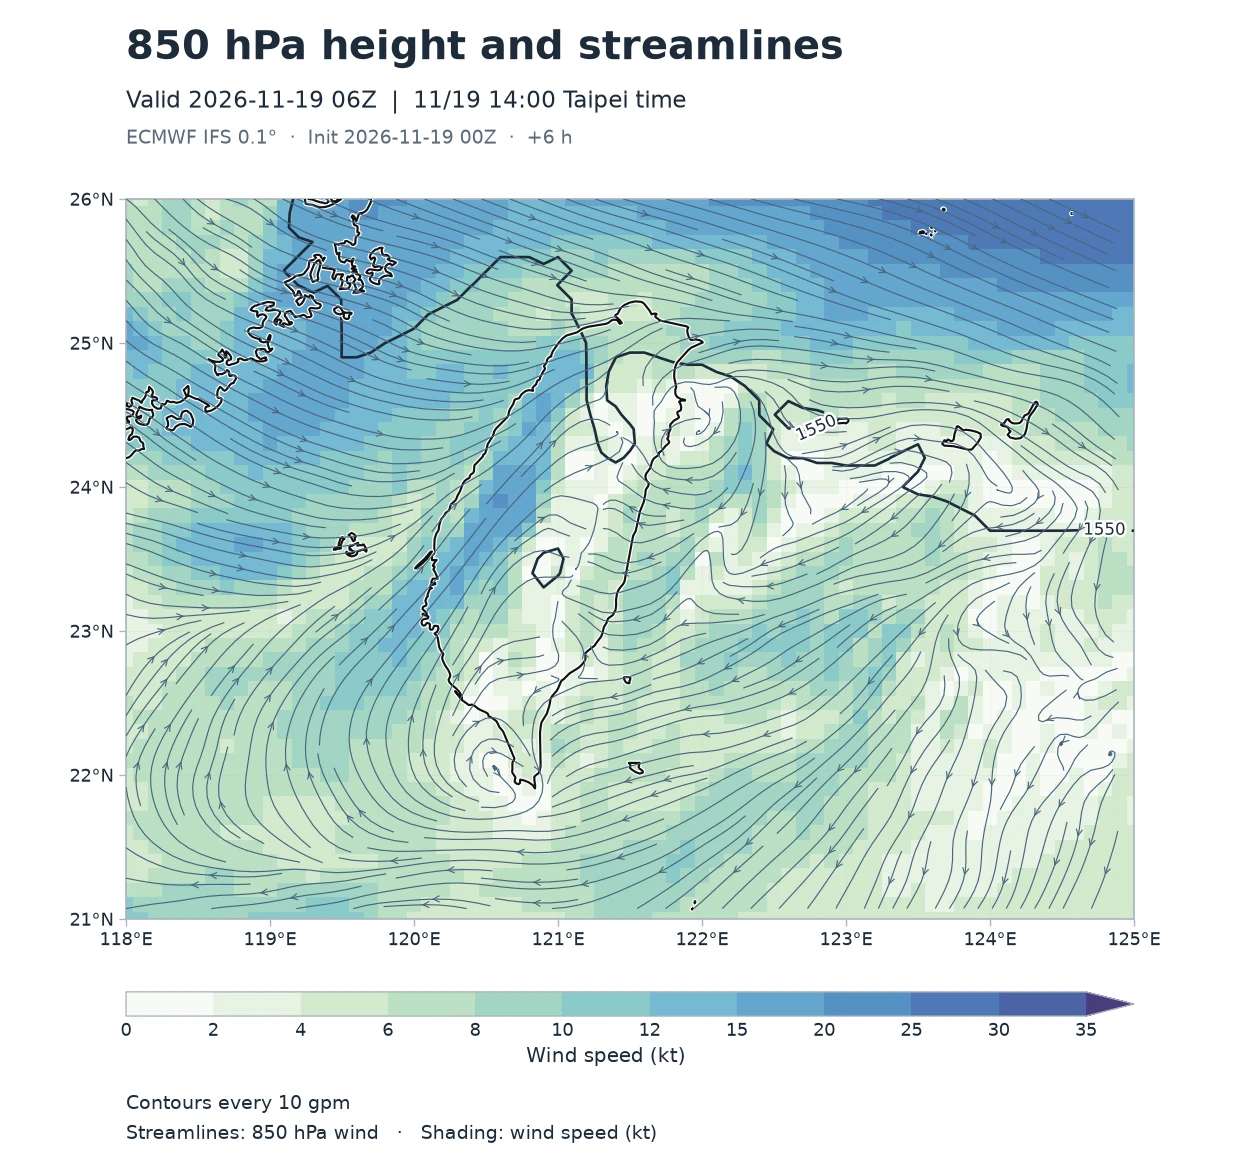 850 hPa height and streamlines
Valid 2026-11-19 06Z | 11/19 14:00 Taipei time
ECMWF IFS 0.1° · Init 2026-11-19 00Z · +6 h
26°N
25°N
24°N
23°N
22°N
21°N
1550
1550
118°E 119°E 120°E 121°E 122°E 123°E 124°E 125°E
0 2 4 6 8 10 12 15 20 25 30 35
Wind speed (kt)
Contours every 10 gpm
Streamlines: 850 hPa wind · Shading: wind speed (kt)